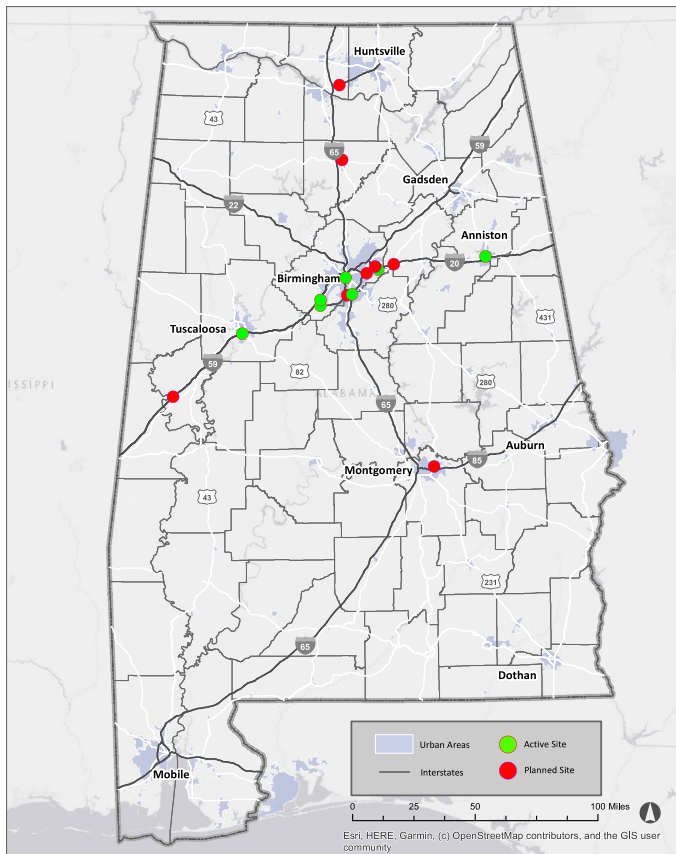 Huntsville
43
65
59
Gadsden
22
Anniston
20
Birmingham
280
431
Tuscaloosa
59
82
280
ISSIPPI
ALABAMA
65
Auburn
Montgomery
85
43
231
65
Dothan
Mobile
Urban Areas
Active Site
Interstates
Planned Site
0 25 50 100 Miles
Esri, HERE, Garmin, (c) OpenStreetMap contributors, and the GIS user
community